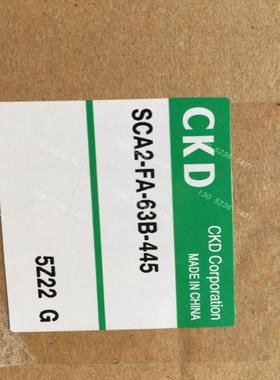 CKD
CKD Corporation
MADE IN CHINA
SCA2-FA-63B-445
5Z22 G